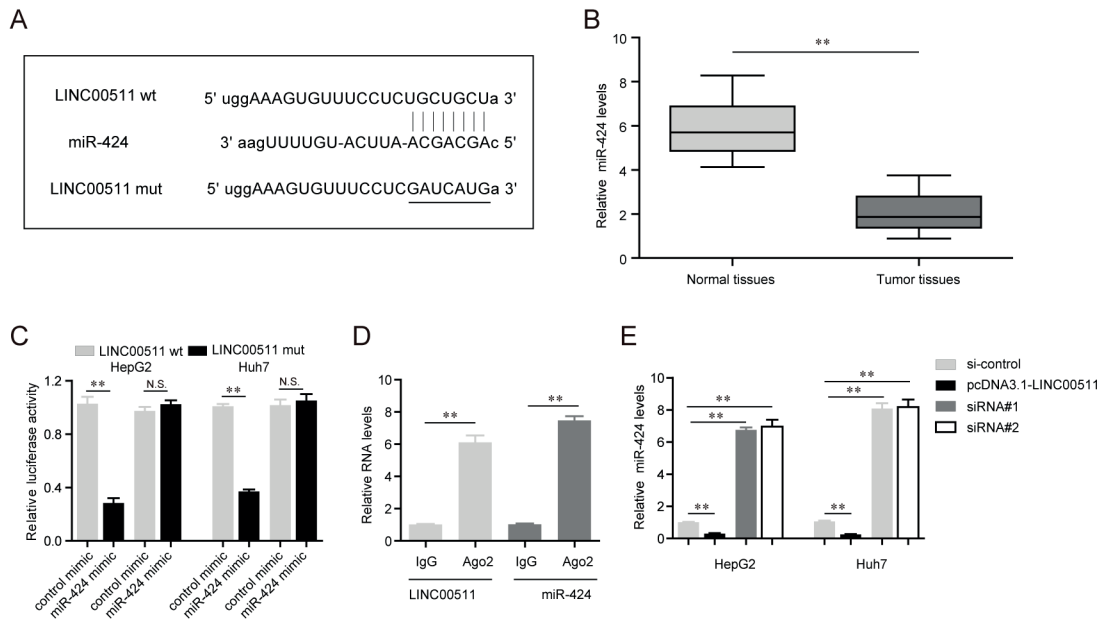 A
LINC00511 wt 5' uggAAAGUGUUUCCUCUGCUGCUa 3'
miR-424 3' aagUUUUGU-ACUUA-ACGACGAc 5'
LINC00511 mut 5' uggAAAGUGUUUCCUCGAUCAUGa 3'
B
Relative miR-424 levels
10
8
6
4
2
0
**
Normal tissues Tumor tissues
C
LINC00511 wt LINC00511 mut
HepG2 Huh7
Relative luciferase activity
1.2
0.8
0.4
0.0
** N.S. ** N.S.
control mimic
miR-424 mimic
control mimic
miR-424 mimic
control mimic
miR-424 mimic
control mimic
miR-424 mimic
D
Relative RNA levels
10
8
6
4
2
0
** **
IgG Ago2 IgG Ago2
LINC00511 miR-424
E
si-control
pcDNA3.1-LINC00511
siRNA#1
siRNA#2
Relative miR-424 levels
10
8
6
4
2
0
** **
** **
** **
HepG2 Huh7